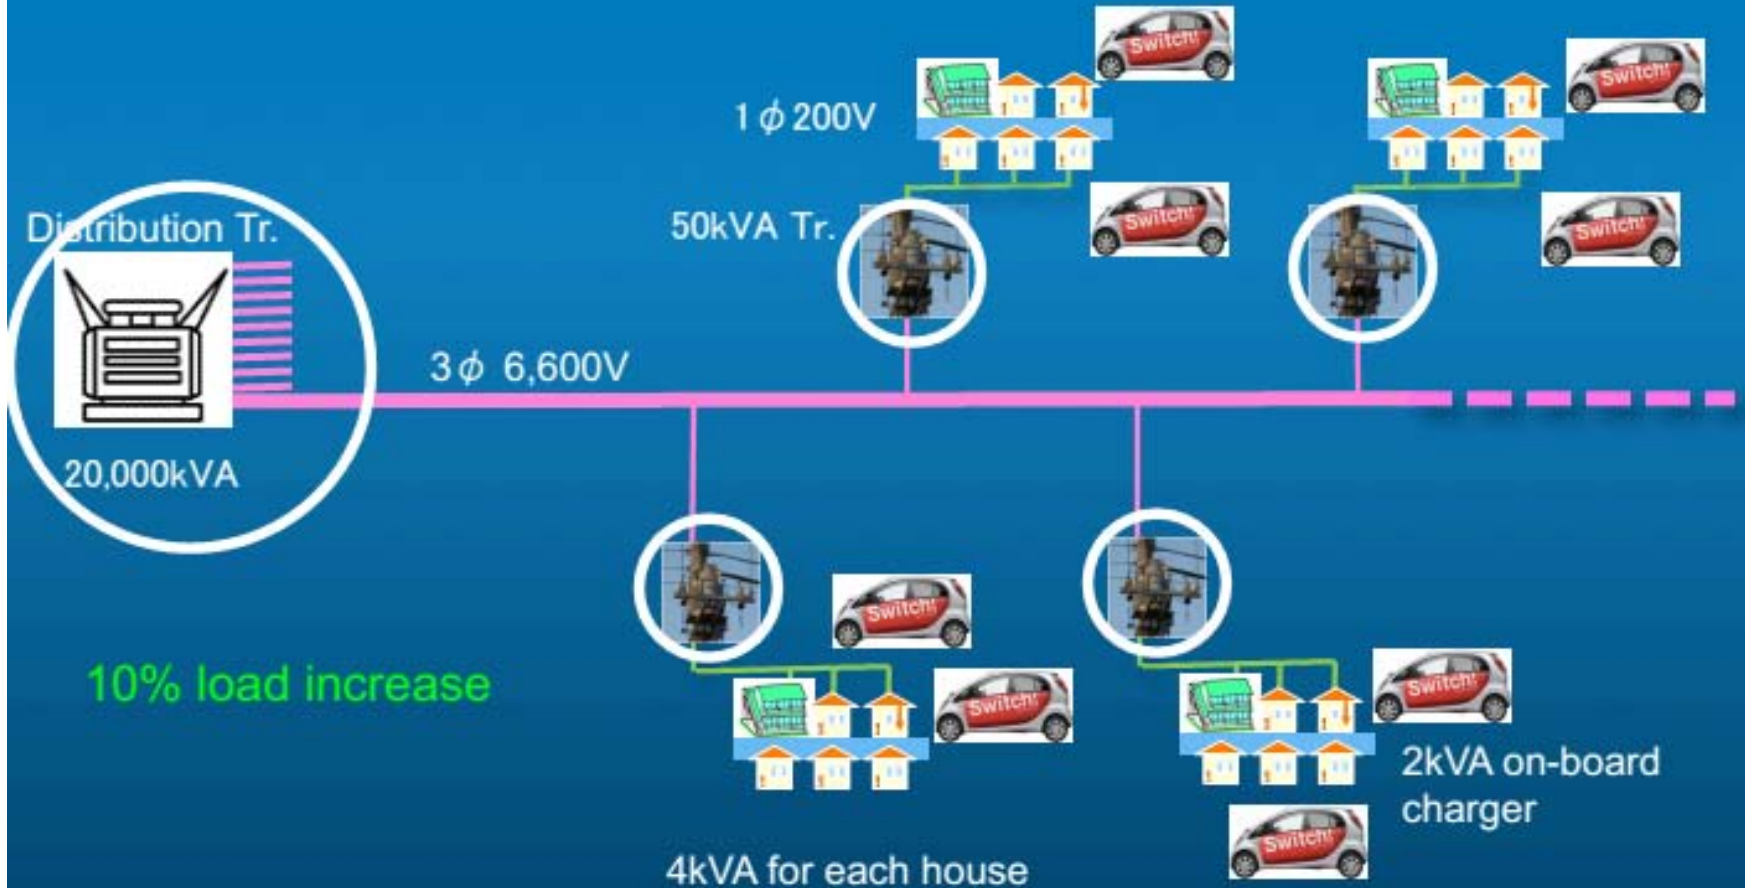 Switch!
Switch!
1φ200V
Switch!
Switch!
Distribution Tr.
50kVA Tr.
3φ 6,600V
20,000kVA
Switch!
10% load increase
Switch!
Switch!
2kVA on-board
charger
Switch!
4kVA for each house